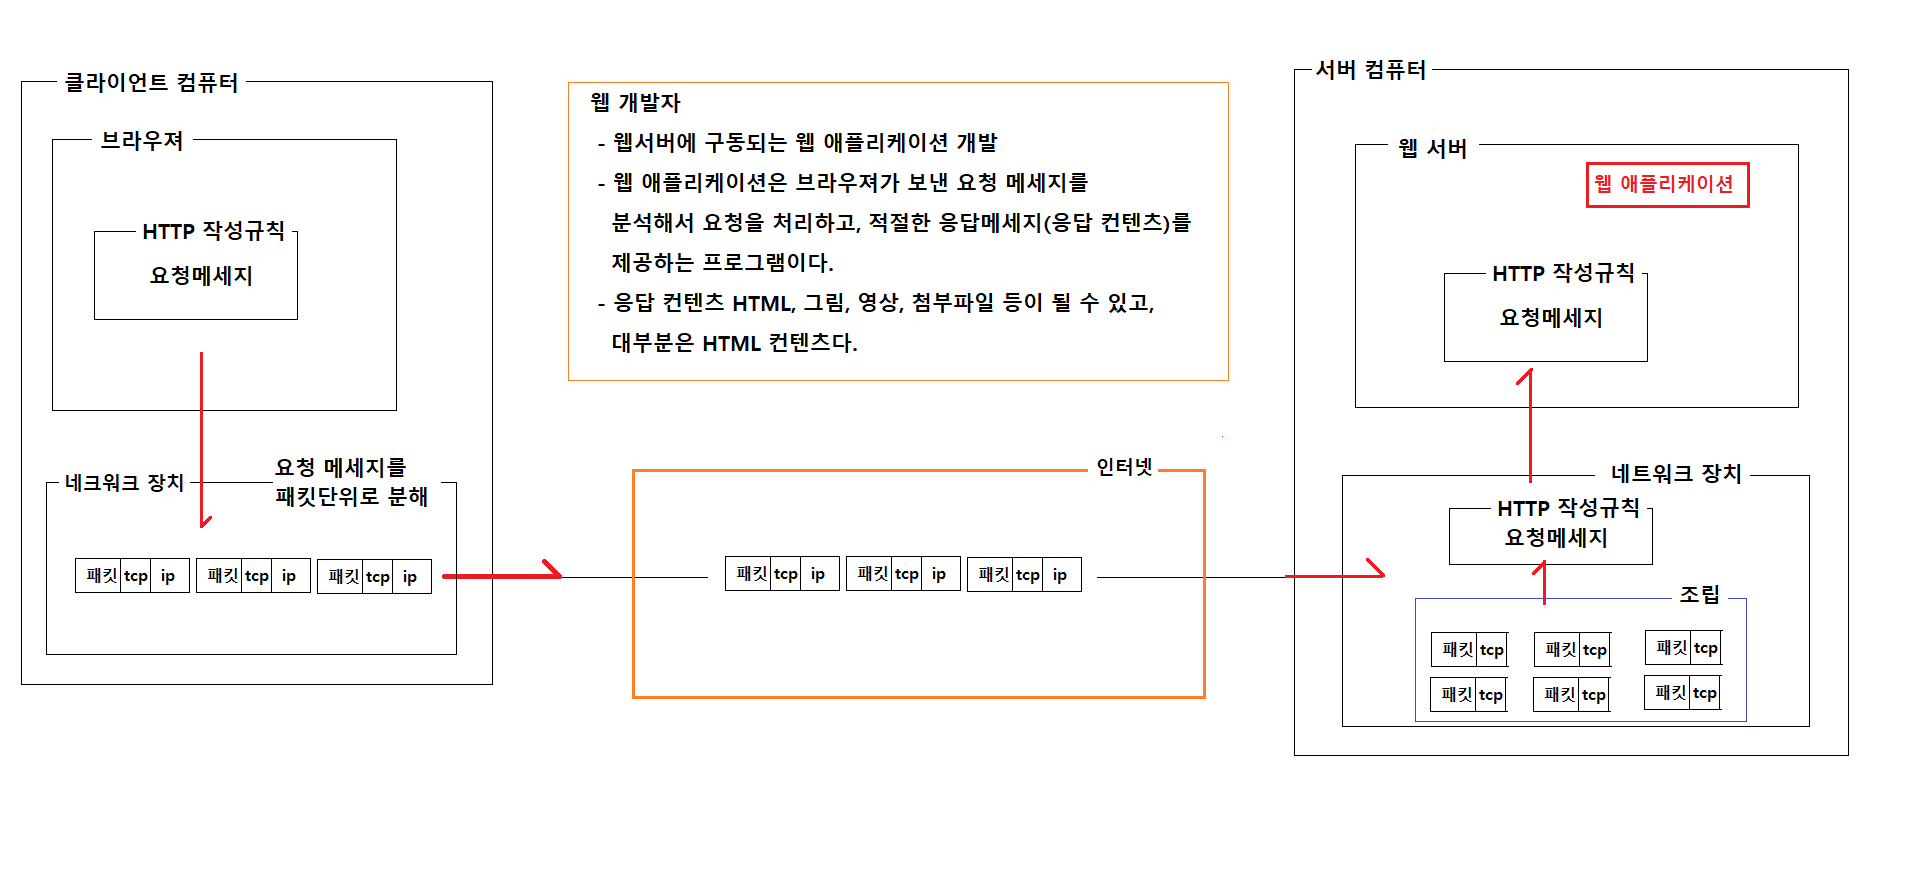 클라이언트 컴퓨터
브라우져
HTTP 작성규칙
요청메세지
네크워크 장치
요청 메세지를
패킷단위로 분해
패킷 tcp ip 패킷 tcp ip 패킷 tcp ip
웹 개발자
- 웹서버에 구동되는 웹 애플리케이션 개발
- 웹 애플리케이션은 브라우져가 보낸 요청 메세지를
분석해서 요청을 처리하고, 적절한 응답메세지(응답 컨텐츠)를
제공하는 프로그램이다.
- 응답 컨텐츠 HTML, 그림, 영상, 첨부파일 등이 될 수 있고,
대부분은 HTML 컨텐츠다.
인터넷
패킷 tcp ip 패킷 tcp ip 패킷 tcp ip
서버 컴퓨터
웹 서버
웹 애플리케이션
HTTP 작성규칙
요청메세지
네트워크 장치
HTTP 작성규칙
요청메세지
조립
패킷 tcp 패킷 tcp 패킷 tcp
패킷 tcp 패킷 tcp 패킷 tcp